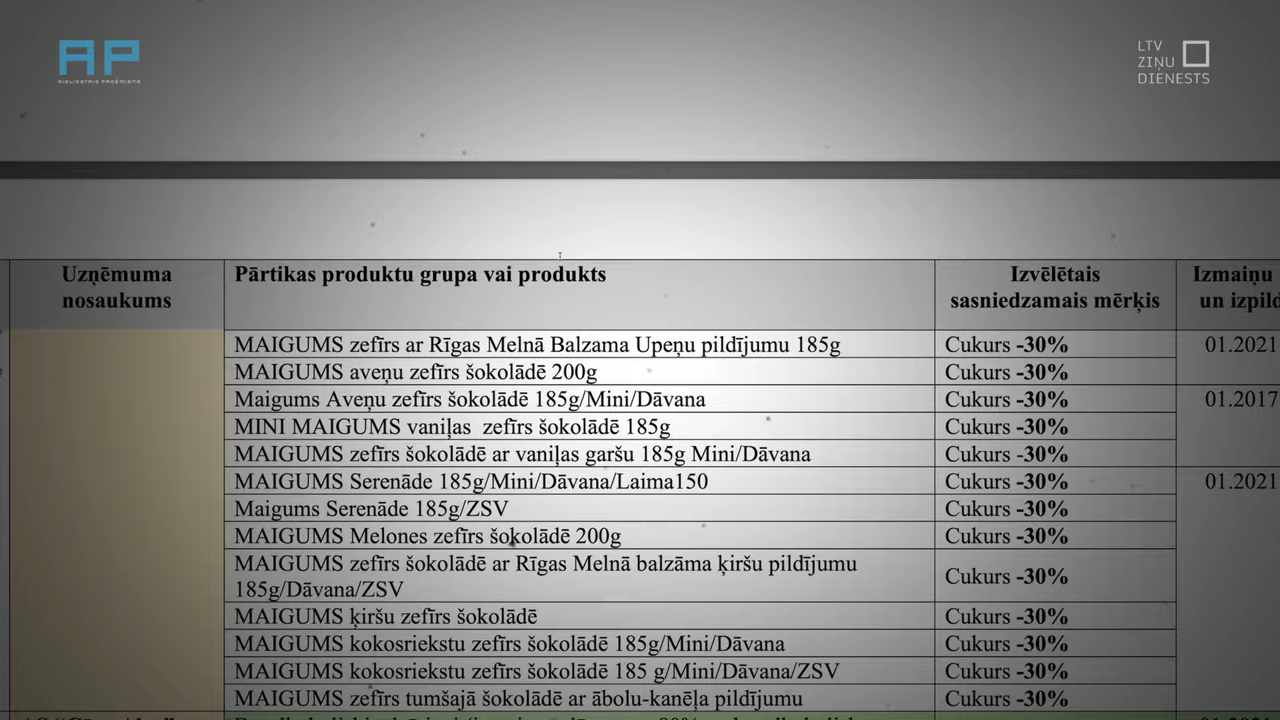 AP
AIZLIEGTAIS PAŅĒMIENS
LTV
ZIŅU
DIENESTS
Uzņēmuma
nosaukums
Pārtikas produktu grupa vai produkts
Izvēlētais
sasniedzamais mērķis
Izmaiņu
un izpild
MAIGUMS zefīrs ar Rīgas Melnā Balzama Upeņu pildījumu 185g
Cukurs -30%
01.2021
MAIGUMS aveņu zefīrs šokolādē 200g
Cukurs -30%
Maigums Aveņu zefīrs šokolādē 185g/Mini/Dāvana
Cukurs -30%
01.2017
MINI MAIGUMS vaniļas zefīrs šokolādē 185g
Cukurs -30%
MAIGUMS zefīrs šokolādē ar vaniļas garšu 185g Mini/Dāvana
Cukurs -30%
MAIGUMS Serenāde 185g/Mini/Dāvana/Laima150
Cukurs -30%
01.2021
Maigums Serenāde 185g/ZSV
Cukurs -30%
MAIGUMS Melones zefīrs šokolādē 200g
Cukurs -30%
MAIGUMS zefīrs šokolādē ar Rīgas Melnā balzāma ķiršu pildījumu
185g/Dāvana/ZSV
Cukurs -30%
MAIGUMS ķiršu zefīrs šokolādē
Cukurs -30%
MAIGUMS kokosriekstu zefīrs šokolādē 185g/Mini/Dāvana
Cukurs -30%
MAIGUMS kokosriekstu zefīrs šokolādē 185 g/Mini/Dāvana/ZSV
Cukurs -30%
MAIGUMS zefīrs tumšajā šokolādē ar ābolu-kanēļa pildījumu
Cukurs -30%